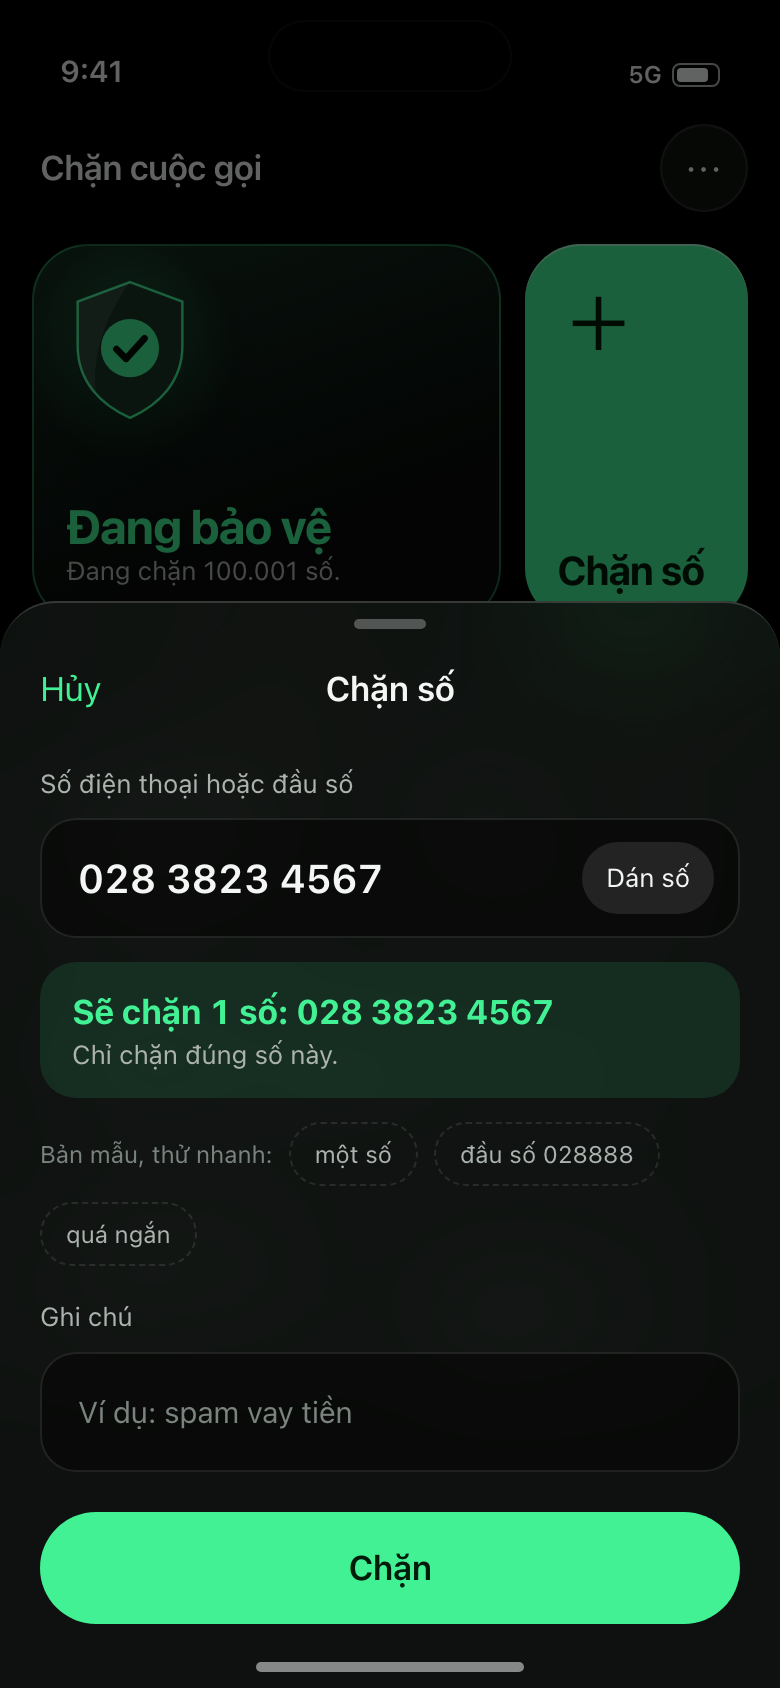 9:41
5G
Chặn cuộc gọi
Đang bảo vệ
Đang chặn 100.001 số.
Chặn số
Hủy
Chặn số
Số điện thoại hoặc đầu số
028 3823 4567
Dán số
Sẽ chặn 1 số: 028 3823 4567
Chỉ chặn đúng số này.
Bản mẫu, thử nhanh:
một số
đầu số 028888
quá ngắn
Ghi chú
Ví dụ: spam vay tiền
Chặn